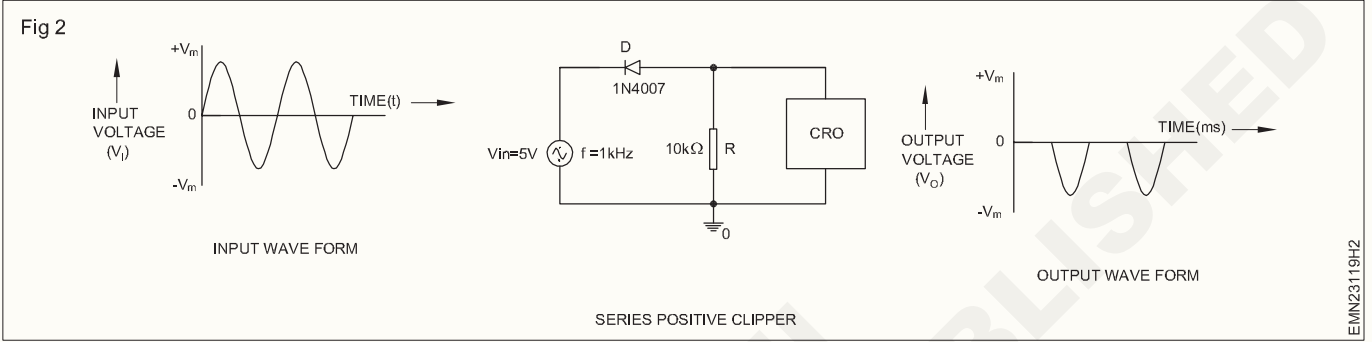 Fig 2
+Vm
INPUT
VOLTAGE
(VI)
0
TIME(t)
-Vm
INPUT WAVE FORM
D
1N4007
Vin=5V
f =1kHz
10kΩ
R
CRO
0
SERIES POSITIVE CLIPPER
+Vm
OUTPUT
VOLTAGE
(VO)
0
TIME(ms)
-Vm
OUTPUT WAVE FORM
EMN23119H2
BLISHED